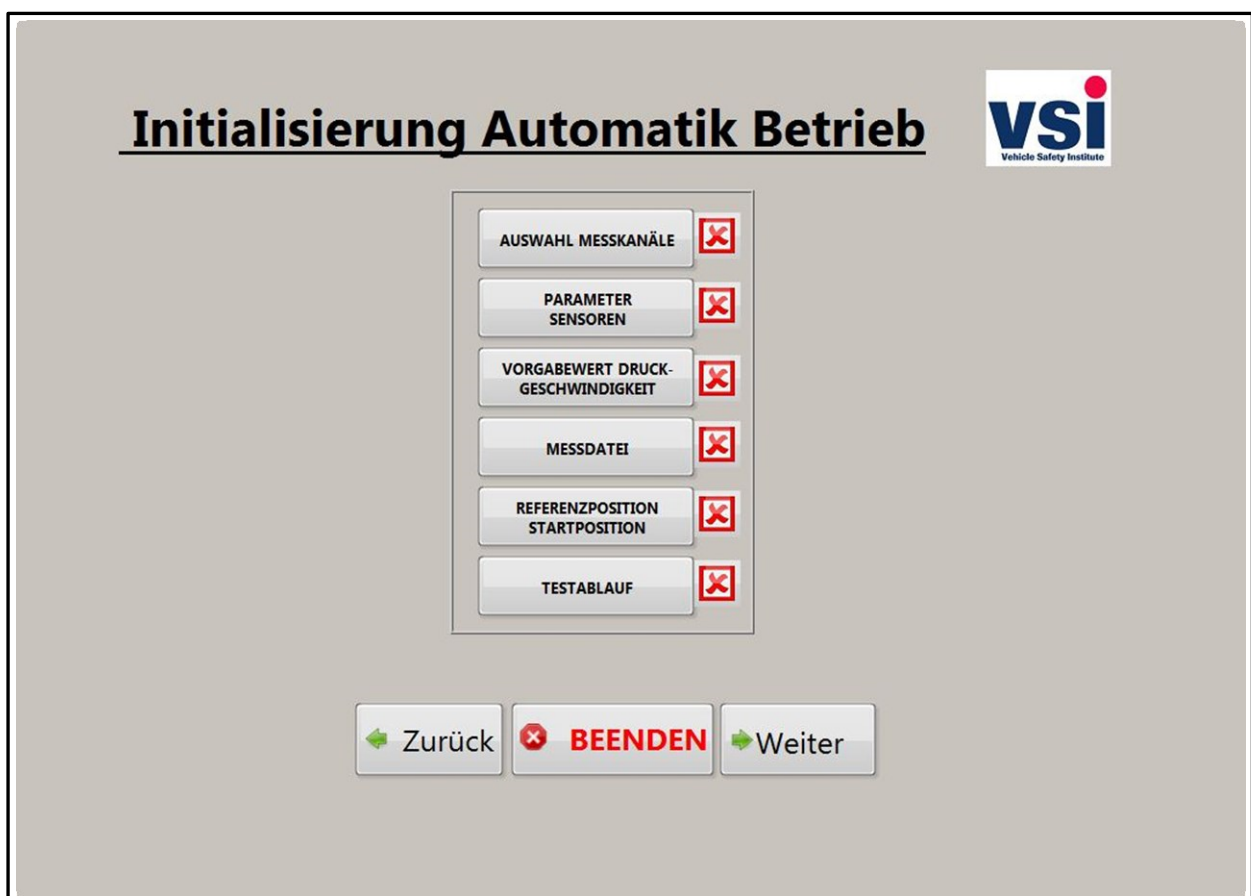 Initialisierung Automatik Betrieb
vsi
Vehicle Safety Institute
AUSWAHL MESSKANÄLE
PARAMETER
SENSOREN
VORGABEWERT DRUCK-
GESCHWINDIGKEIT
MESSDATEI
REFERENZPOSITION
STARTPOSITION
TESTABLAUF
Zurück
BEENDEN
Weiter